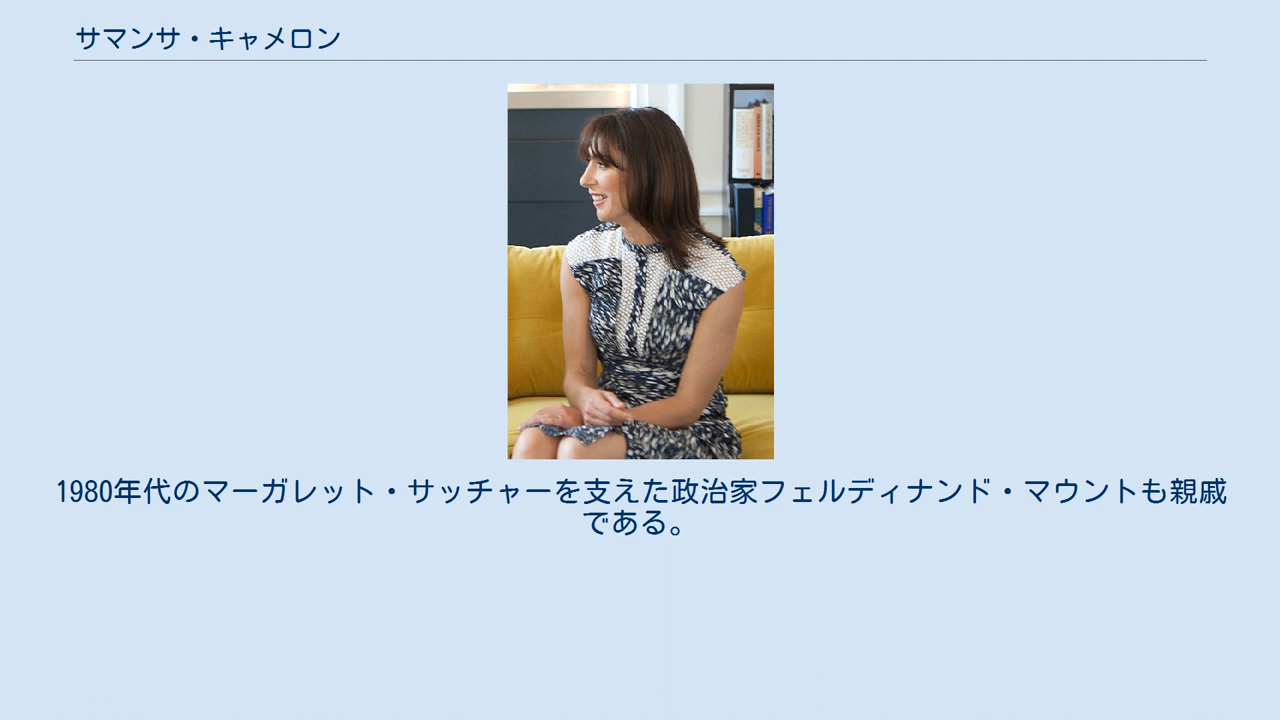 サマンサ・キャメロン
1980年代のマーガレット・サッチャーを支えた政治家フェルディナンド・マウントも親戚
である。